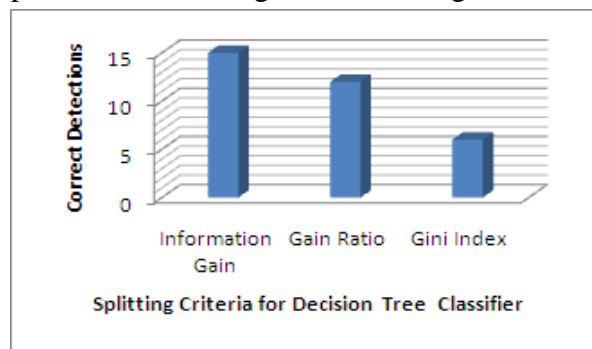 Correct Detections
15
10
5
0
Information Gain
Gain Ratio
Gini Index
Splitting Criteria for Decision Tree Classifier